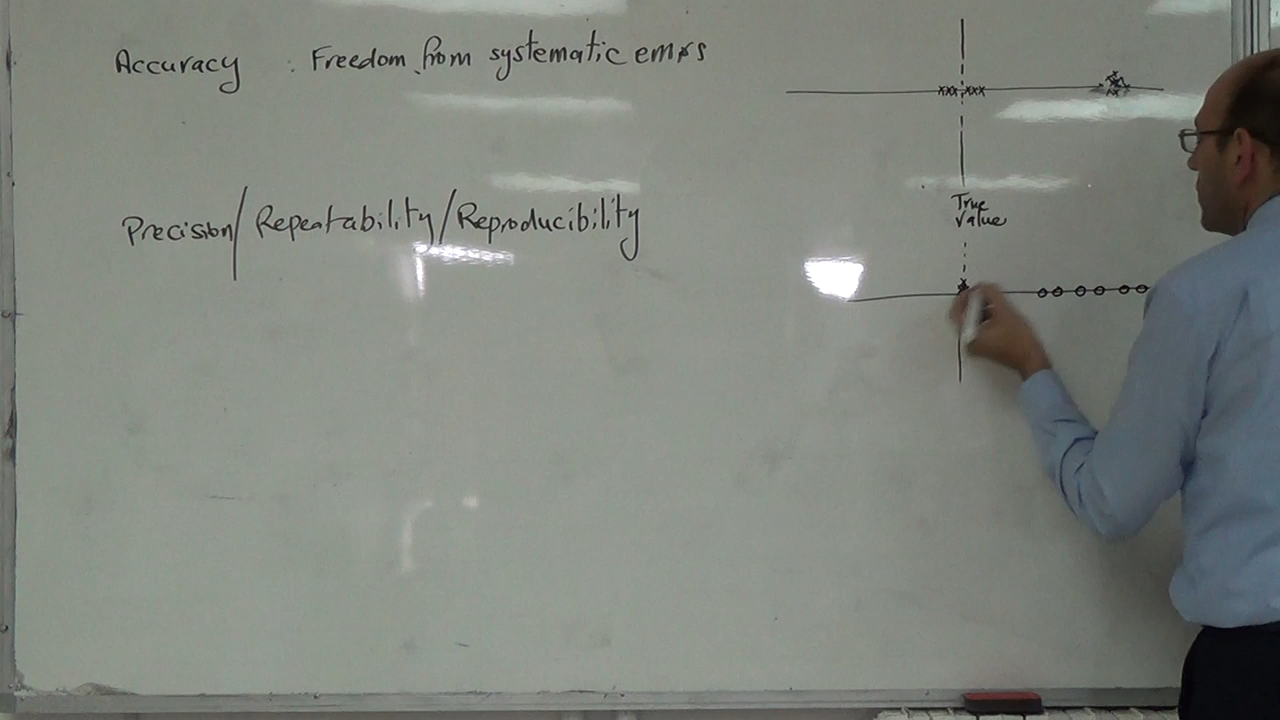 Accuracy : Freedom from systematic errors
Precision/Repeatability/Reproducibility
True
Value